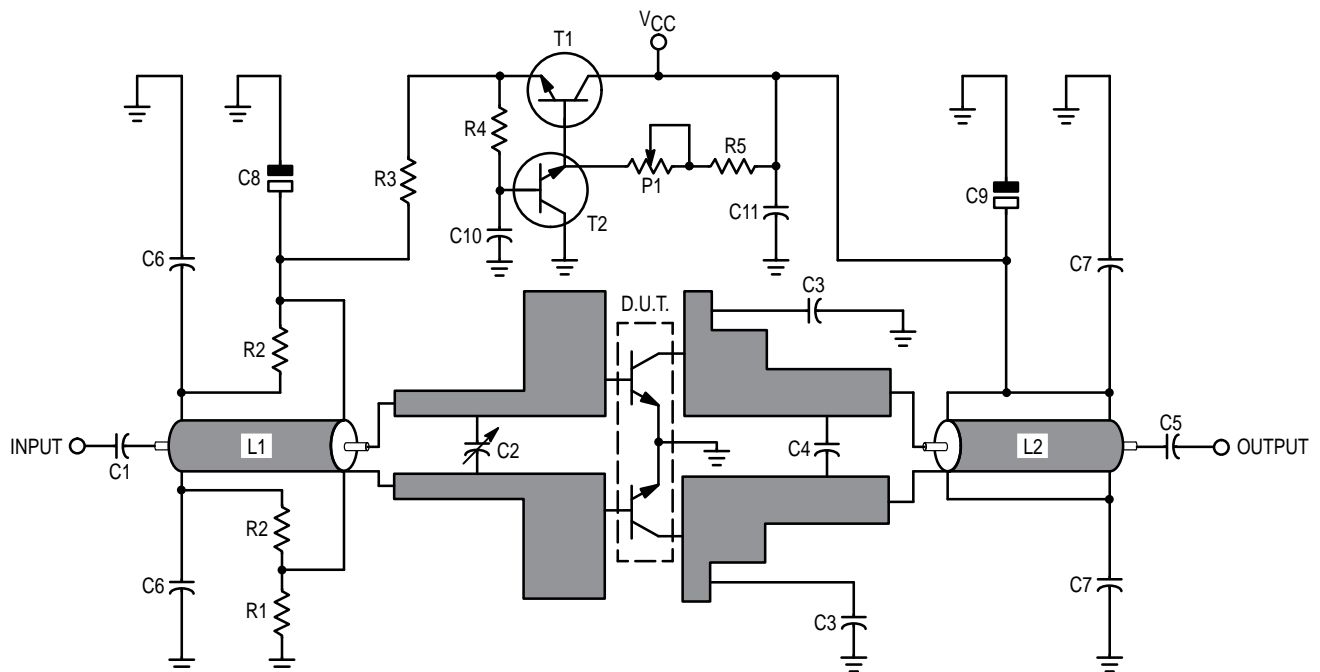 VCC
T1
R4
C8
R3
R5
P1
T2
C9
C11
C10
C6
C7
C3
D.U.T.
R2
INPUT
C1
L1
C2
C4
L2
C5
OUTPUT
R2
C6
R1
C7
C3